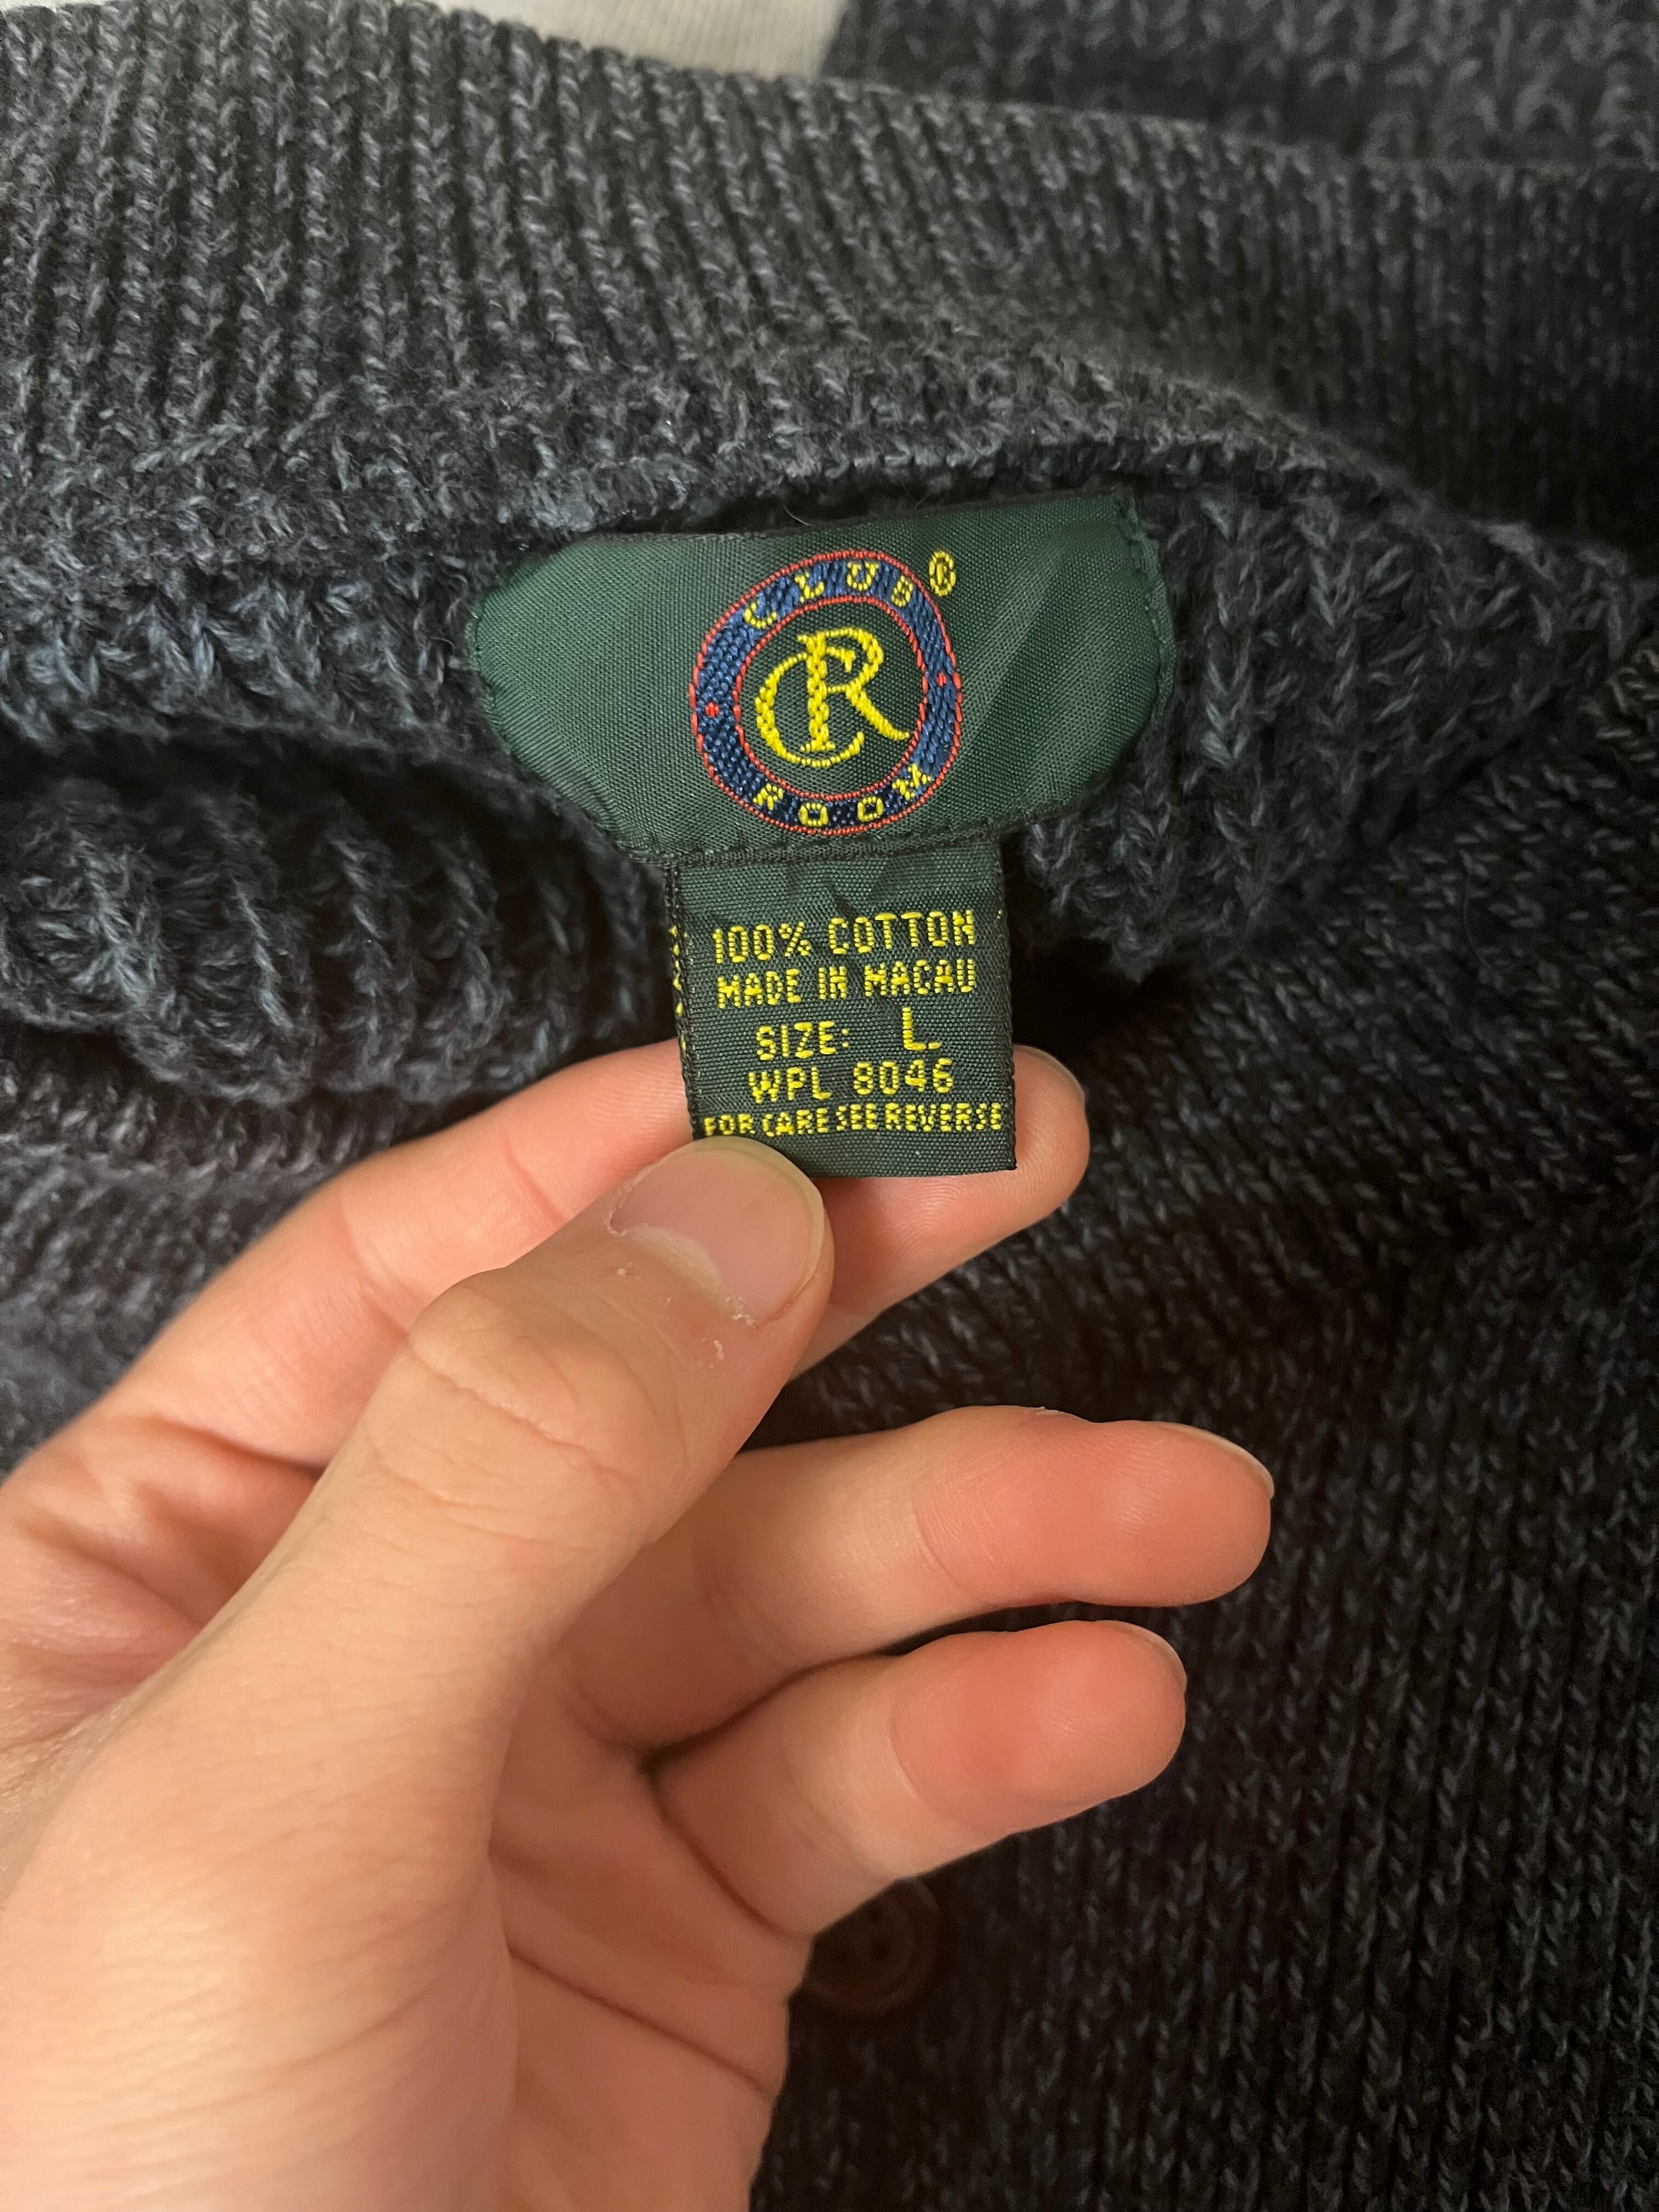 CLUB©
CR
ROOM
100% COTTON
MADE IN MACAU
SIZE: L
WPL 8046
FOR CARE SEE REVERSE